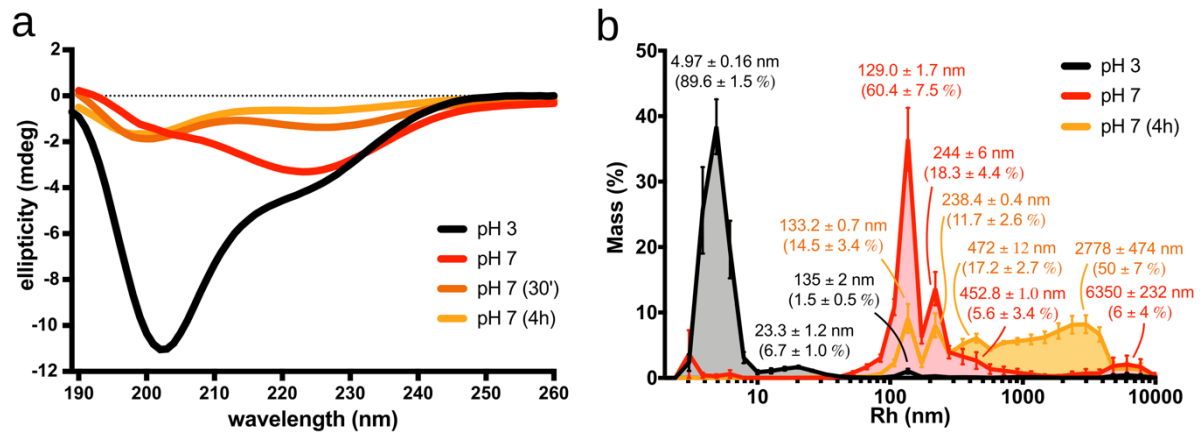 a
2
0
-2
-4
-6
-8
-10
-12
ellipticity (mdeg)
190 200 210 220 230 240 250 260
wavelength (nm)
pH 3
pH 7
pH 7 (30')
pH 7 (4h)
b
50
40
30
20
10
0
Mass (%)
10 100 1000 10000
Rh (nm)
4.97 ± 0.16 nm
(89.6 ± 1.5 %)
129.0 ± 1.7 nm
(60.4 ± 7.5 %)
pH 3
pH 7
pH 7 (4h)
244 ± 6 nm
(18.3 ± 4.4 %)
238.4 ± 0.4 nm
(11.7 ± 2.6 %)
133.2 ± 0.7 nm
(14.5 ± 3.4 %)
472 ± 12 nm
(17.2 ± 2.7 %)
2778 ± 474 nm
(50 ± 7 %)
135 ± 2 nm
(1.5 ± 0.5 %)
452.8 ± 1.0 nm
(5.6 ± 3.4 %)
6350 ± 232 nm
(6 ± 4 %)
23.3 ± 1.2 nm
(6.7 ± 1.0 %)